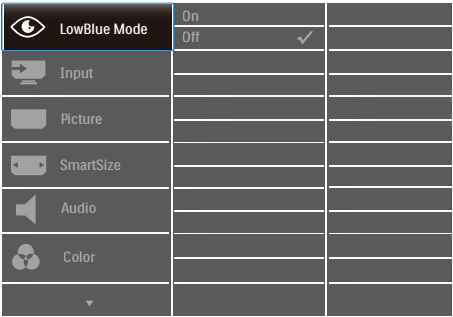 LowBlue Mode
On
Off
Input
Picture
SmartSize
Audio
Color